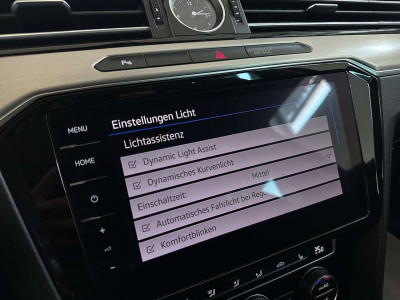 MENU
HOME
Einstellungen Licht
Lichtassistenz
Dynamic Light Assist
Dynamisches Kurvenlicht
Einschaltzeit: Mittel
Automatisches Fahrlicht bei Regen
Komfortblinken